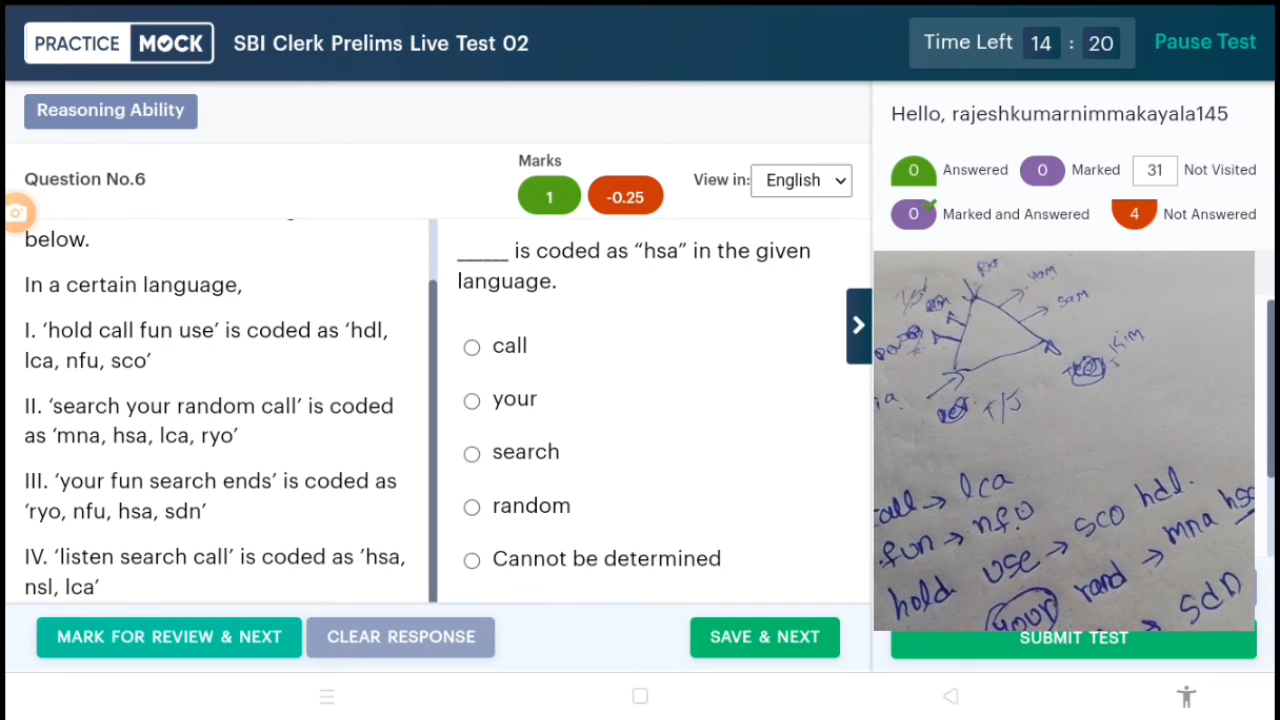 PRACTICE MOCK SBI Clerk Prelims Live Test 02 Time Left 14 : 20 Pause Test
Reasoning Ability
Question No.6
Marks
1 -0.25
View in: English
below.
In a certain language,
I. ‘hold call fun use’ is coded as ‘hdl,
lca, nfu, sco’
II. ‘search your random call’ is coded
as ‘mna, hsa, lca, ryo’
III. ‘your fun search ends’ is coded as
‘ryo, nfu, hsa, sdn’
IV. ‘listen search call’ is coded as ‘hsa,
nsl, lca’
______ is coded as “hsa” in the given
language.
call
your
search
random
Cannot be determined
MARK FOR REVIEW & NEXT CLEAR RESPONSE SAVE & NEXT
Hello, rajeshkumarnimmakayala145
0 Answered 0 Marked 31 Not Visited
0 Marked and Answered 4 Not Answered
sam
T/J
call → lca
fun → nfu
hold use → sco hdl.
your rand → mna hsa
sdn
SUBMIT TEST